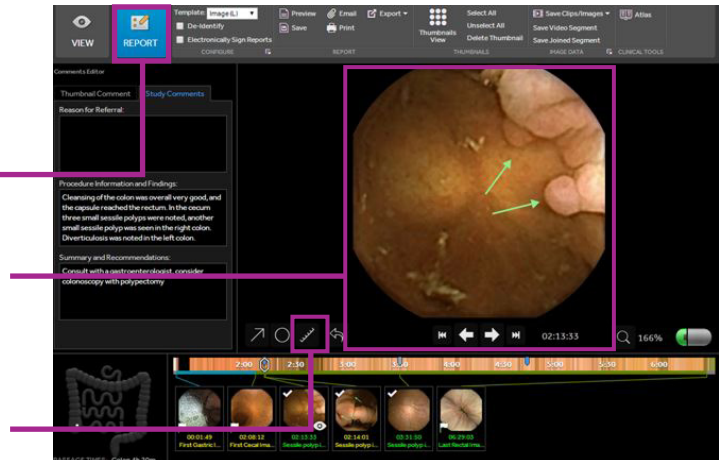 VIEW
REPORT
Template: Image (L)
De-Identify
Electronically Sign Reports
CONFIGURE
Preview
Save
Email
Print
Export
REPORT
Thumbnails
View
Select All
Unselect All
Delete Thumbnail
THUMBNAILS
Save Clips/Images
Save Video Segment
Save Joined Segment
IMAGE DATA
Atlas
CLINICAL TOOLS
Comments Editor
Thumbnail Comment Study Comments
Reason for Referral:
Procedure Information and Findings:
Cleansing of the colon was overall very good, and
the capsule reached the rectum. In the cecum
three small sessile polyps were noted, another
small sessile polyp was seen in the right colon.
Diverticulosis was noted in the left colon.
Summary and Recommendations:
Consult with a gastroenterologist, consider
colonoscopy with polypectomy
02:13:33
166%
2:00 2:30 3:00 4:00 4:30 5:00 5:30 6:00
00:01:49
First Gastric I...
02:08:12
First Cecal Ima...
02:13:33
Sessile polyp i...
02:14:01
Sessile polyp i...
03:31:50
Sessile polyp i...
06:29:03
Last Rectal Ima...
PASSAGE TIMES Colon 4h 20m